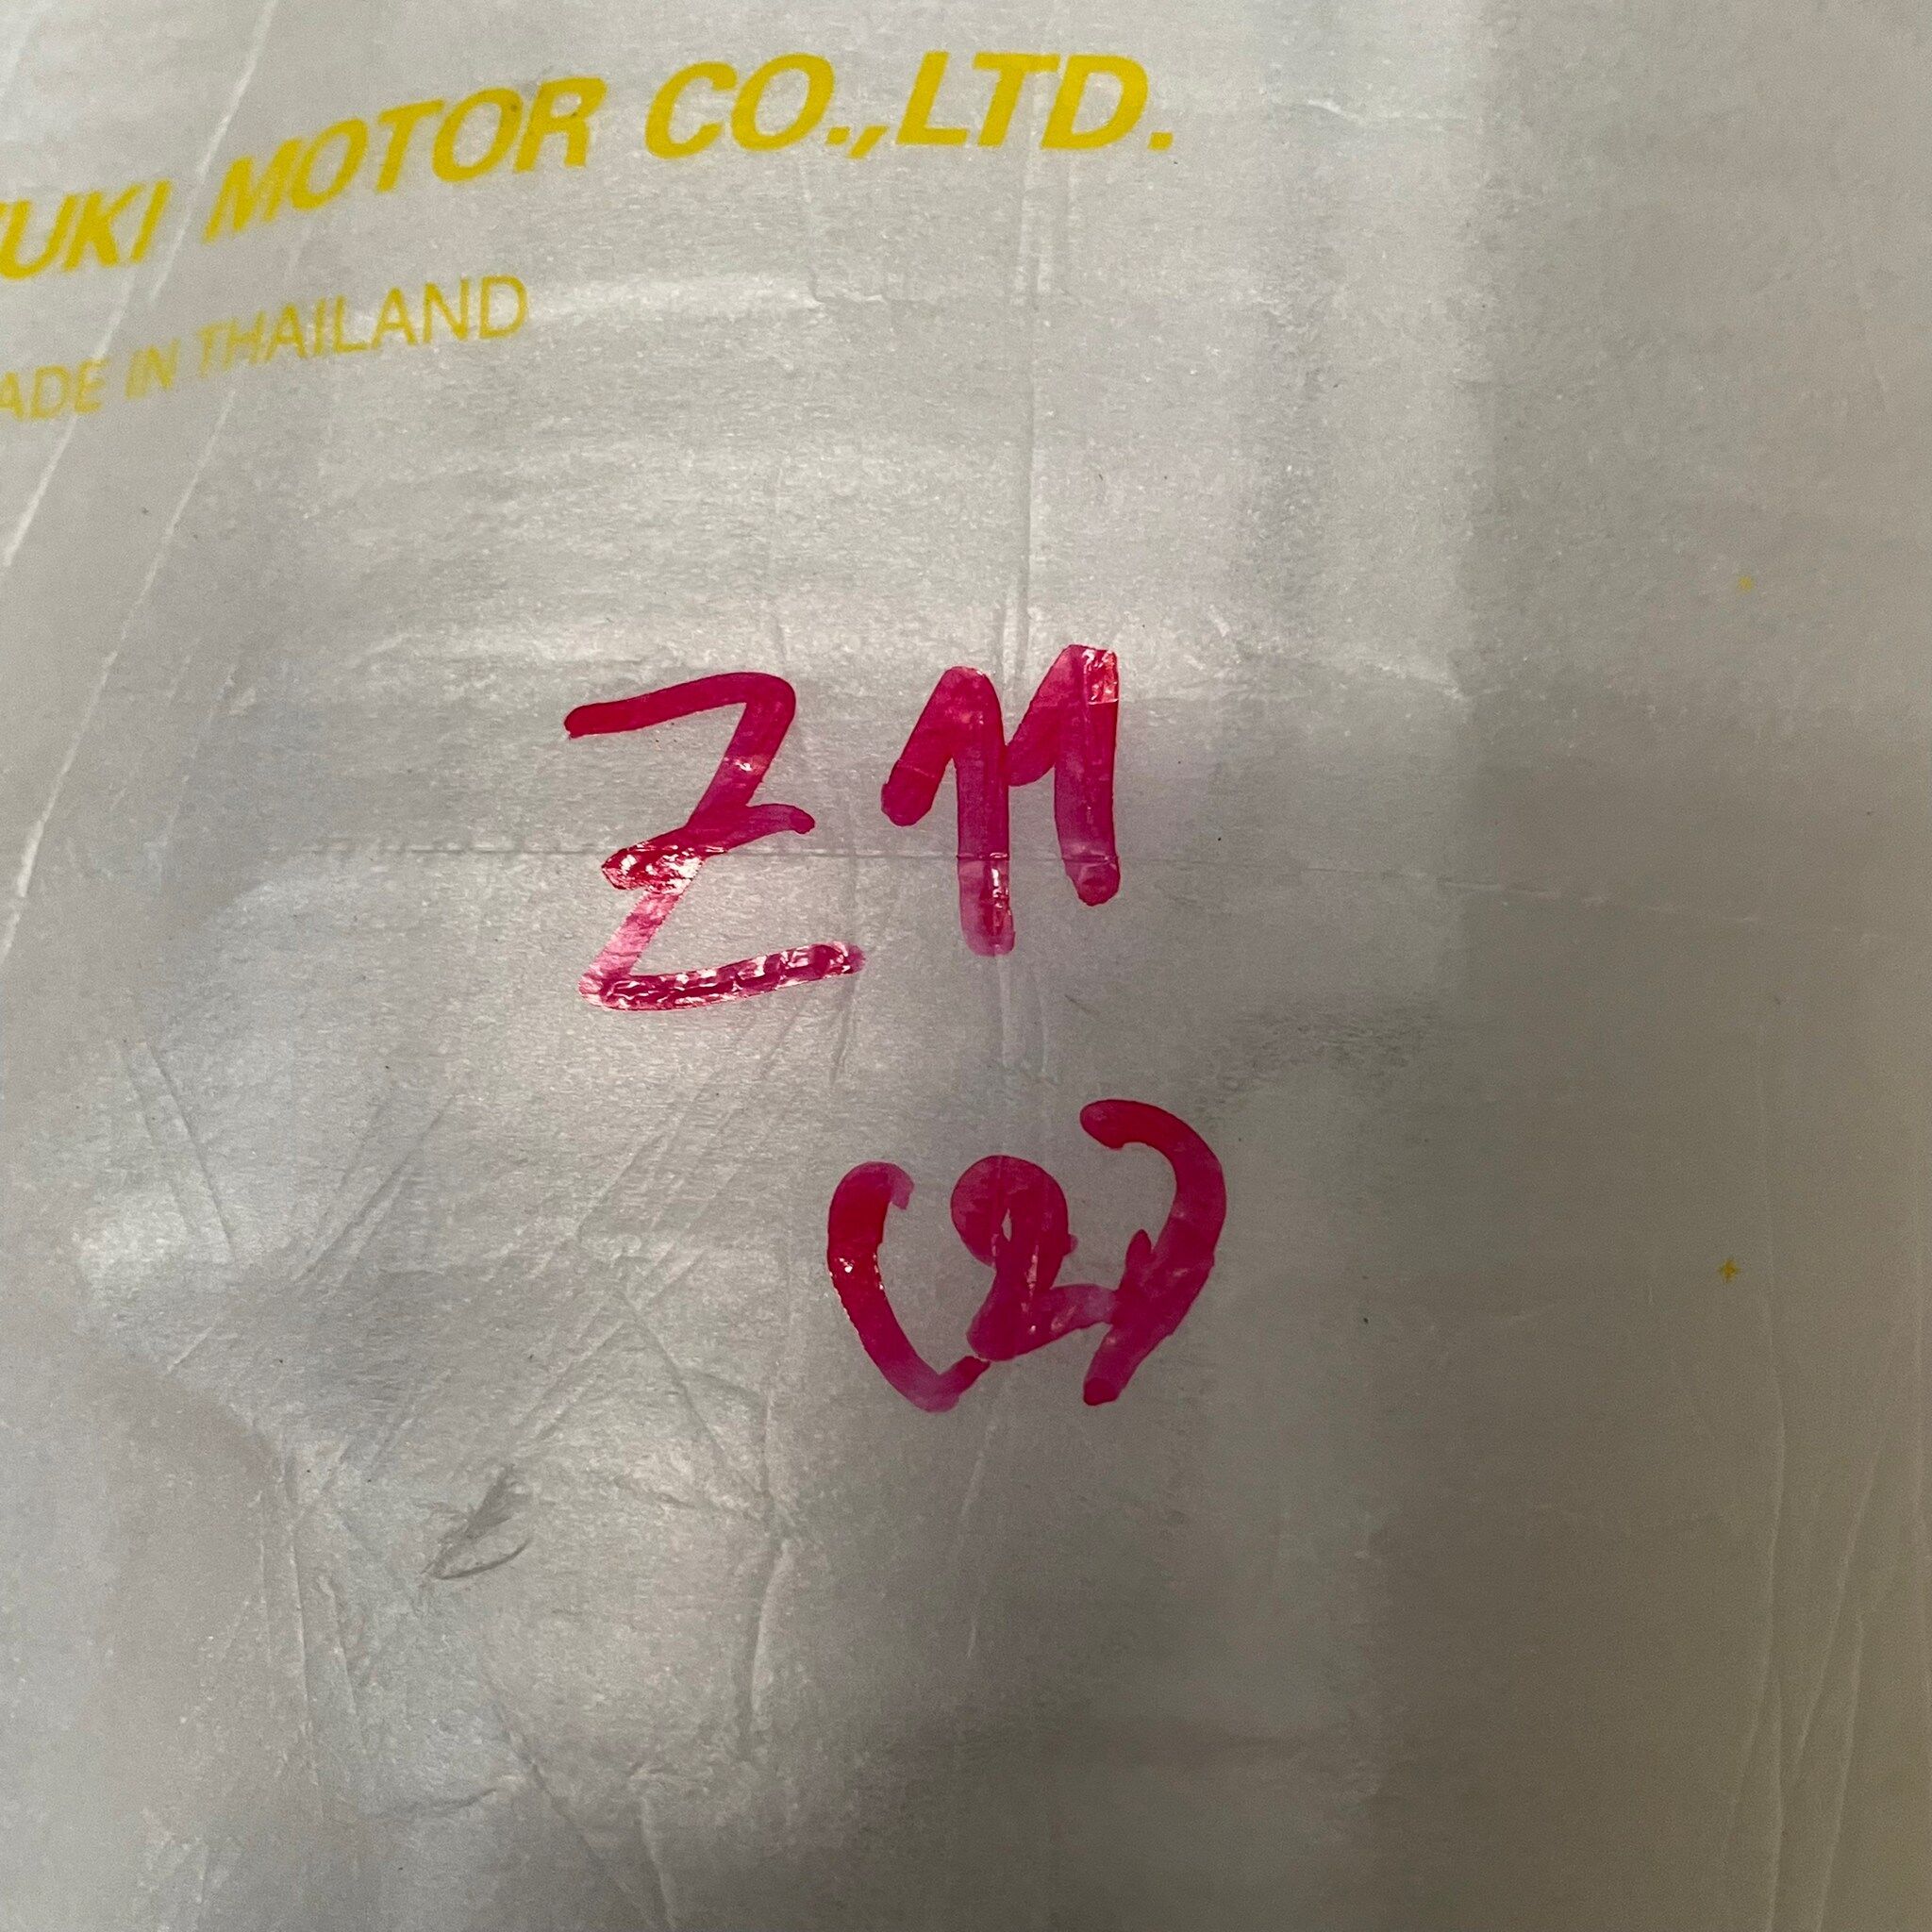 UKI MOTOR CO.,LTD.
ADE IN THAILAND
Z11
(2)